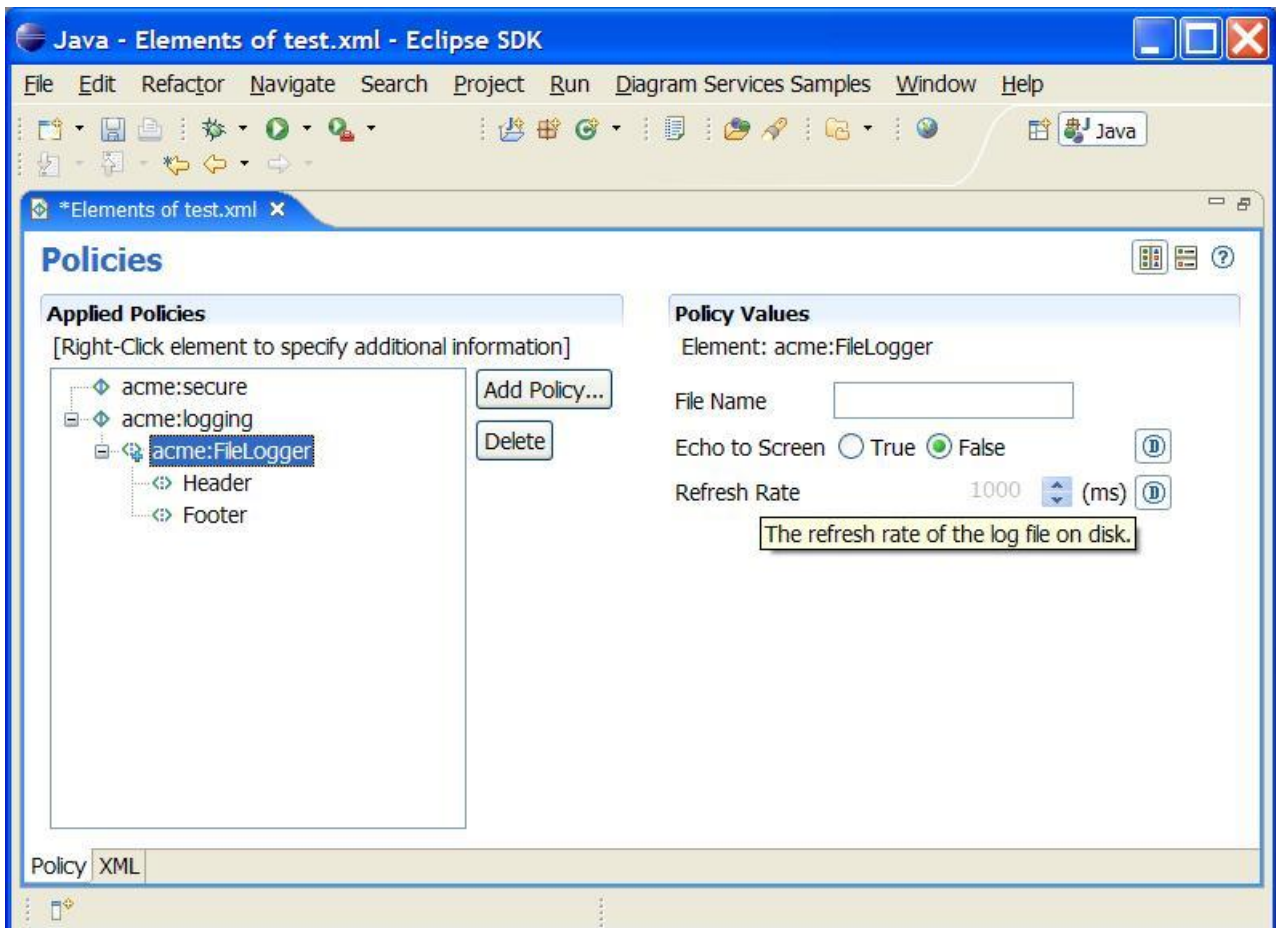 Java - Elements of test.xml - Eclipse SDK
File Edit Refactor Navigate Search Project Run Diagram Services Samples Window Help
Java
*Elements of test.xml
Policies
Applied Policies
[Right-Click element to specify additional information]
acme:secure
acme:logging
acme:FileLogger
Header
Footer
Add Policy...
Delete
Policy Values
Element: acme:FileLogger
File Name
Echo to Screen True False D
Refresh Rate 1000 (ms) D
The refresh rate of the log file on disk.
Policy XML